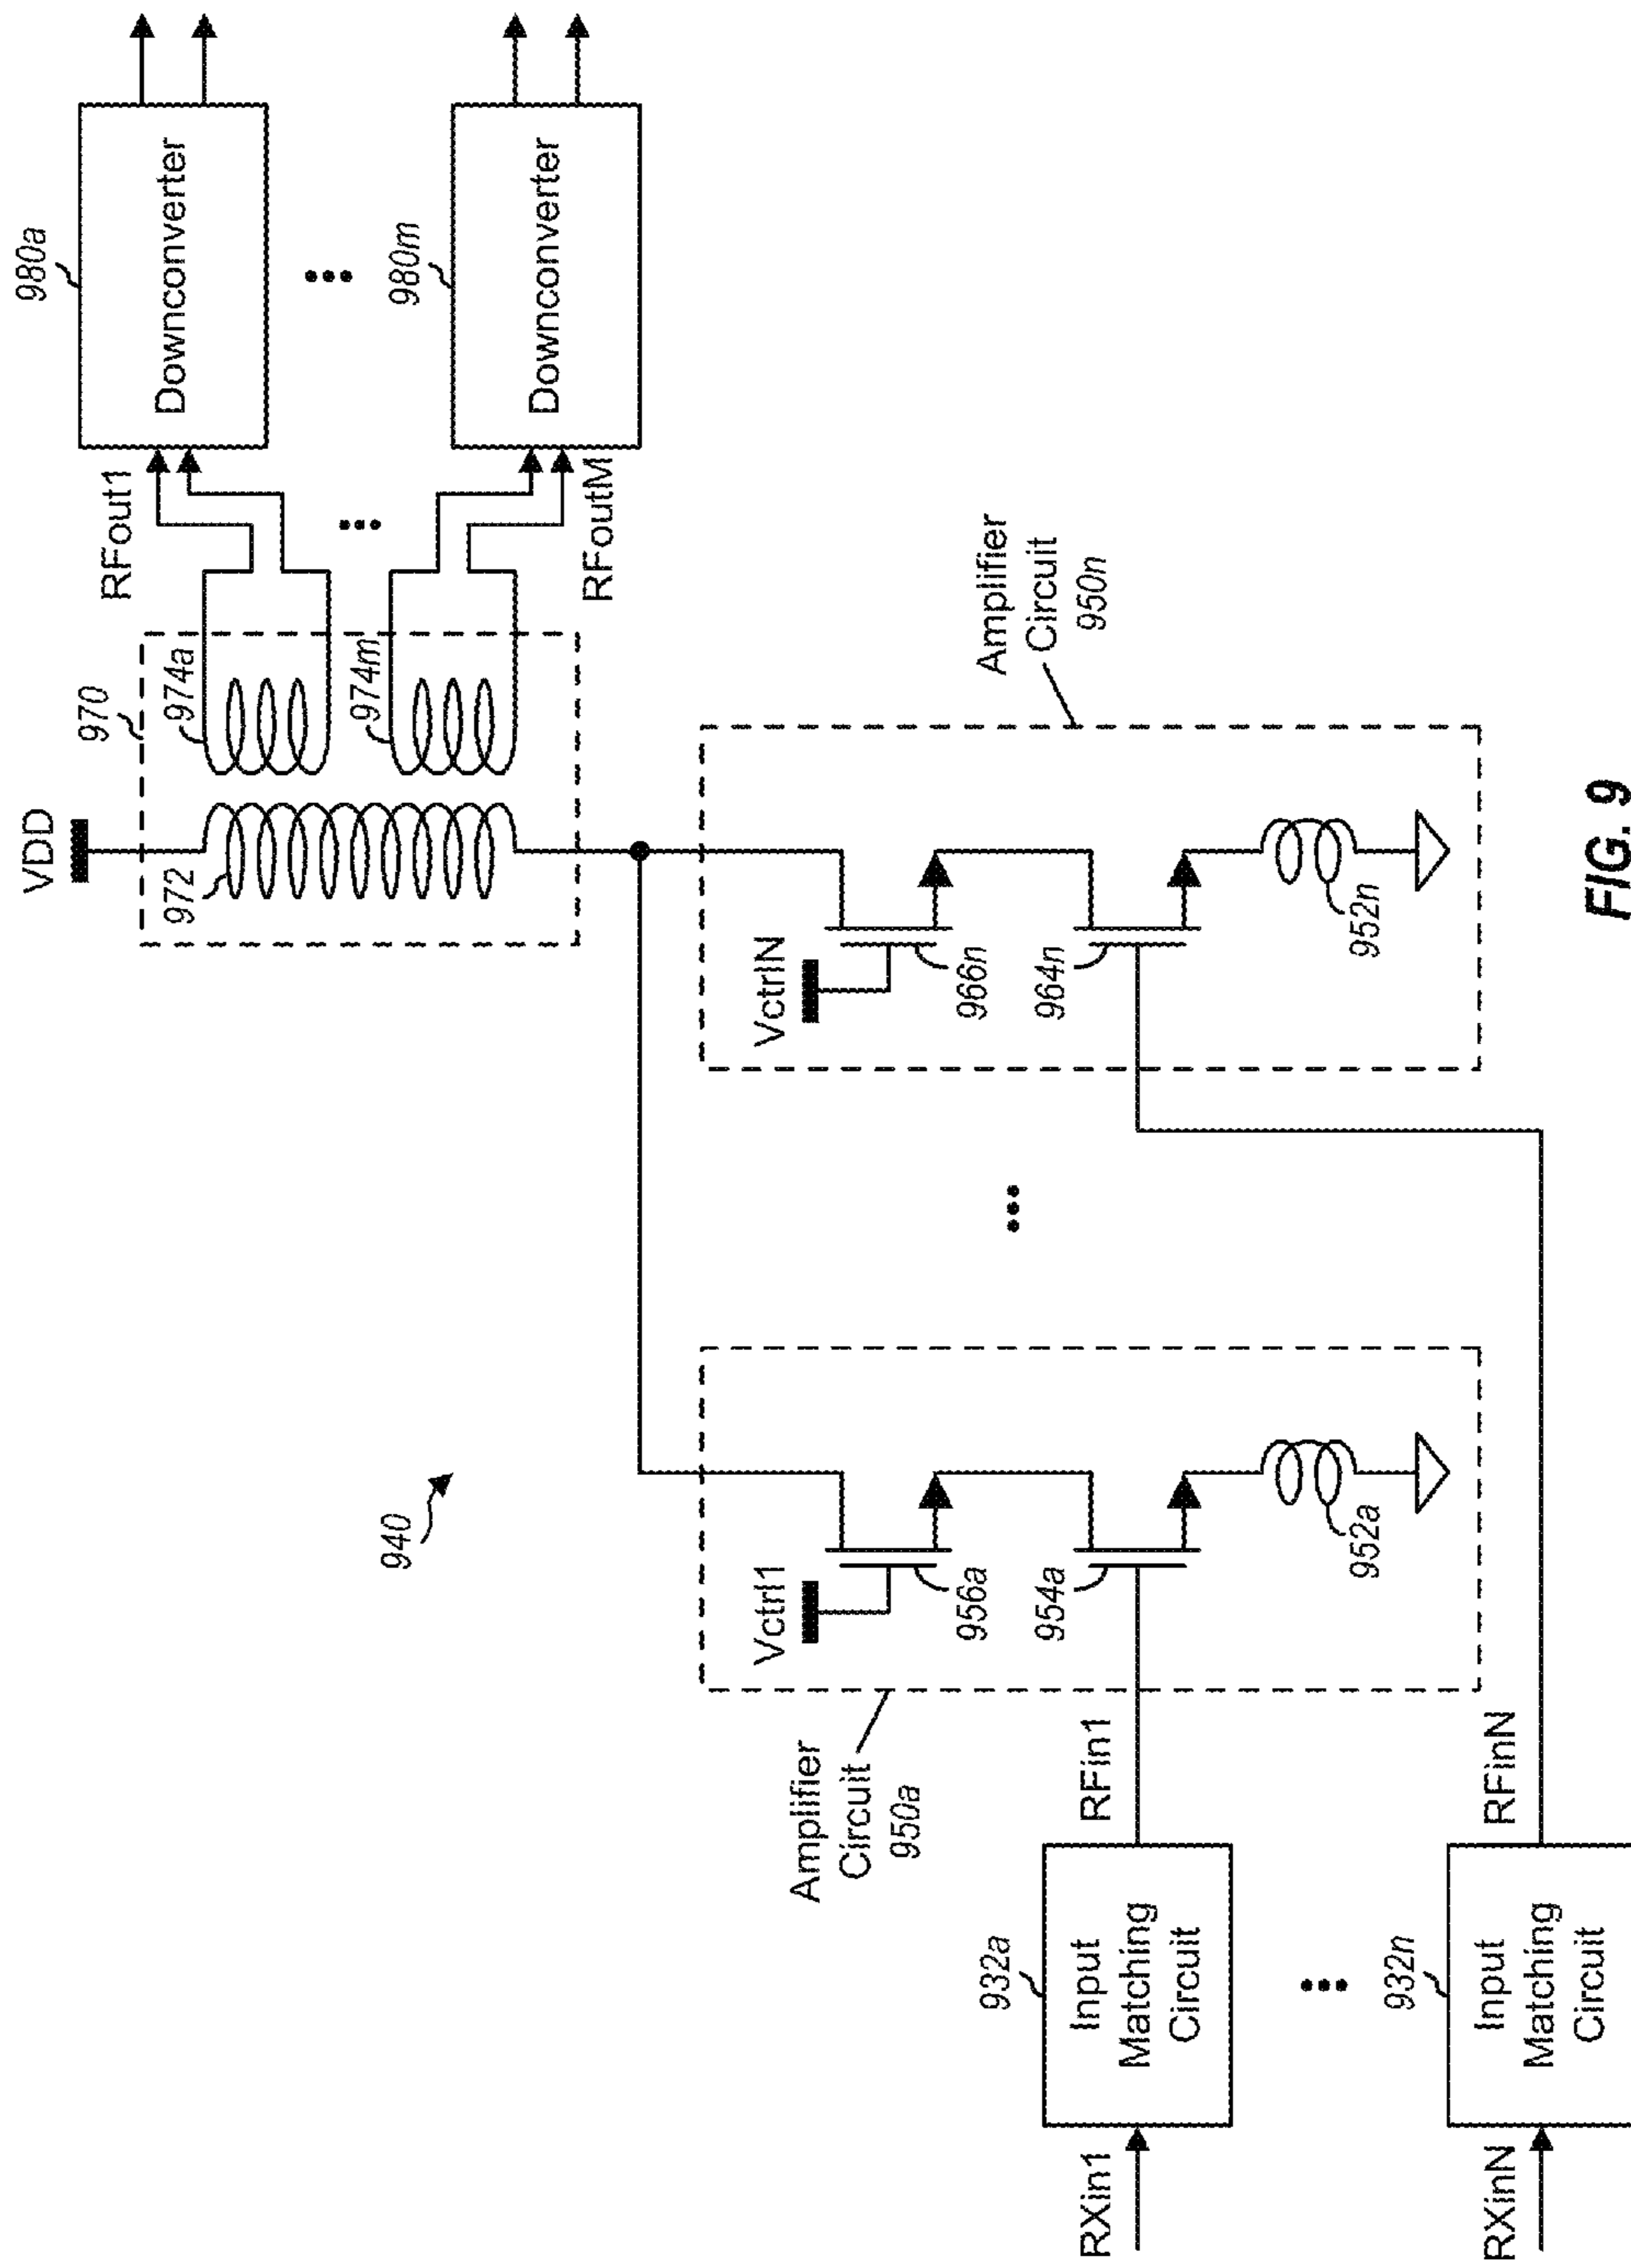 VDD
970
972
974a
974m
RFout1
RFoutM
980a
Downconverter
980m
Downconverter
940
Amplifier
Circuit
950a
Vctrl1
956a
954a
952a
Amplifier
Circuit
950n
VctrlN
966n
964n
952n
RXin1
932a
Input
Matching
Circuit
RFin1
RXinN
932n
Input
Matching
Circuit
RFinN
FIG. 9